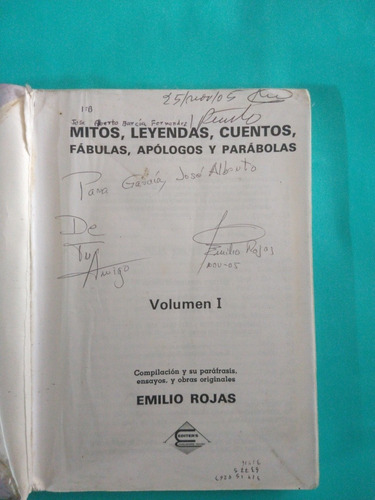 25/nov/05
José Alberto García Fernández
MITOS, LEYENDAS, CUENTOS,
FÁBULAS, APÓLOGOS Y PARÁBOLAS
Para García, José Alberto
De
Tu
Amigo
Emilio Rojas
nov-05
Volumen I
Compilación y su paráfrasis,
ensayos, y obras originales
EMILIO ROJAS
EDITER'S